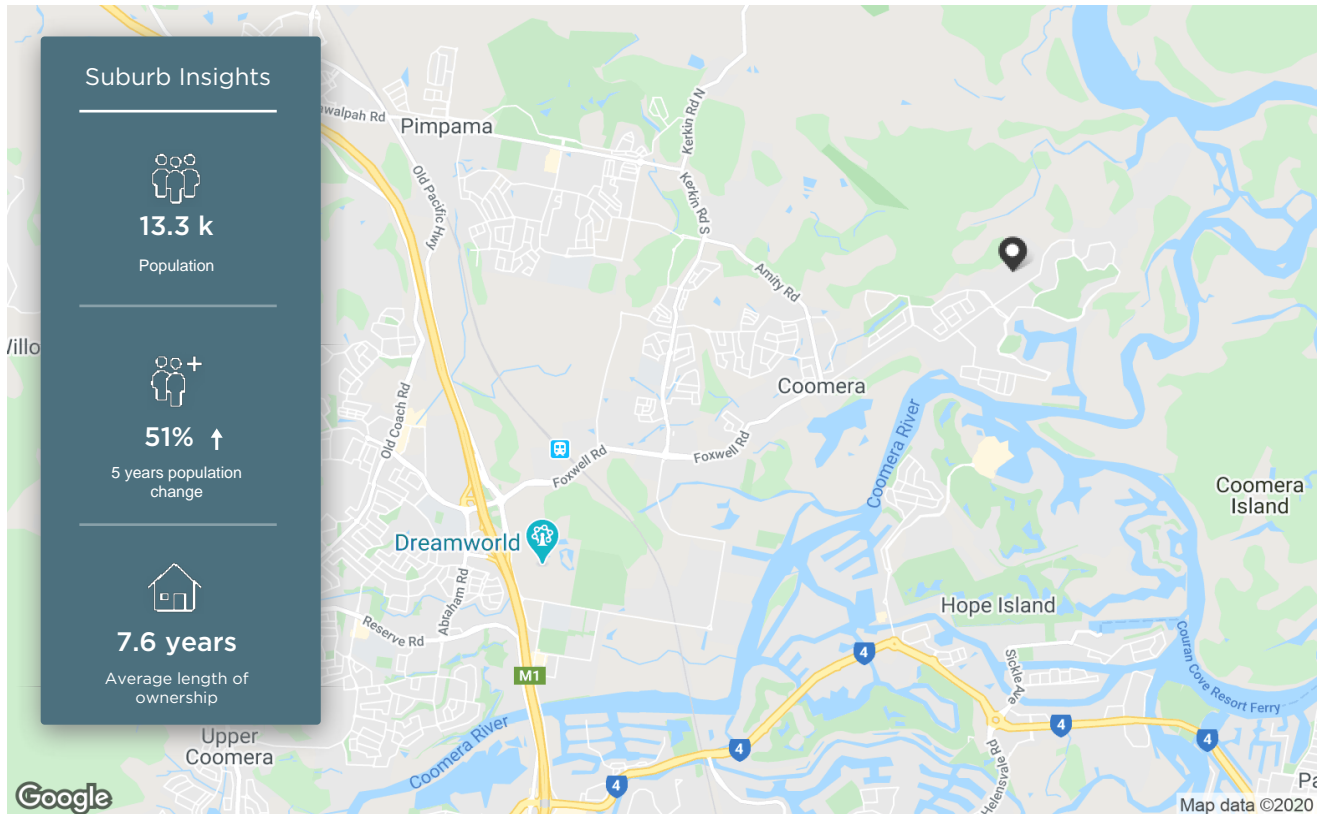 Suburb Insights
13.3 k
Population
51%
5 years population
change
7.6 years
Average length of
ownership
Pimpama
Kerkin Rd N
Old Pacific Hwy
Kerkin Rd S
Amity Rd
Coomera
Old Coach Rd
Foxwell Rd
Foxwell Rd
Coomera River
Coomera
Island
Dreamworld
Abraham Rd
Reserve Rd
Hope Island
M1
4
4
4
4
4
Sickle Ave
Couran Cove Resort Ferry
Helensvale Rd
Upper
Coomera
Coomera River
Google
Map data ©2020